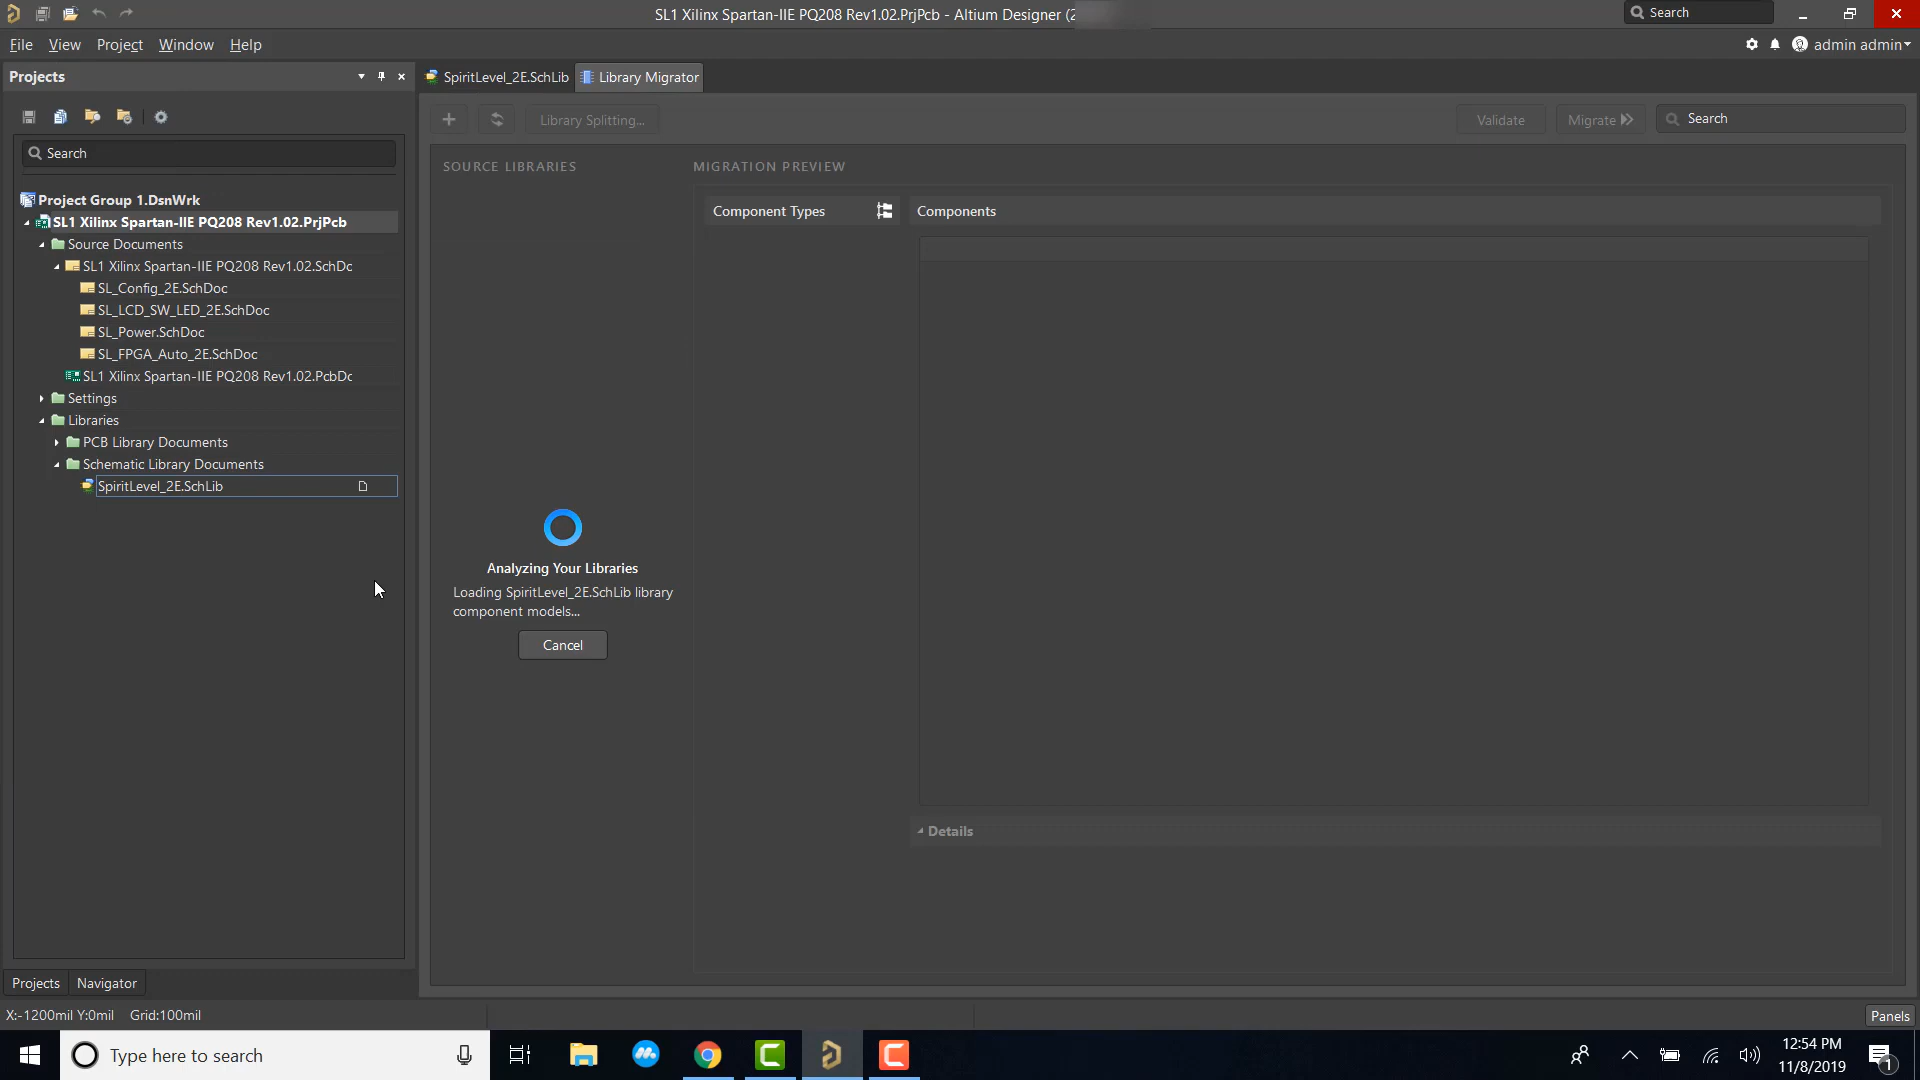 SL1 Xilinx Spartan-IIE PQ208 Rev1.02.PrjPcb - Altium Designer (2
Search
File View Project Window Help
admin admin
Projects
SpiritLevel_2E.SchLib
Library Migrator
Library Splitting...
Validate
Migrate
Search
Search
SOURCE LIBRARIES
MIGRATION PREVIEW
Component Types
Components
Project Group 1.DsnWrk
SL1 Xilinx Spartan-IIE PQ208 Rev1.02.PrjPcb
Source Documents
SL1 Xilinx Spartan-IIE PQ208 Rev1.02.SchDc
SL_Config_2E.SchDoc
SL_LCD_SW_LED_2E.SchDoc
SL_Power.SchDoc
SL_FPGA_Auto_2E.SchDoc
SL1 Xilinx Spartan-IIE PQ208 Rev1.02.PcbDc
Settings
Libraries
PCB Library Documents
Schematic Library Documents
SpiritLevel_2E.SchLib
Analyzing Your Libraries
Loading SpiritLevel_2E.SchLib library
component models...
Cancel
Details
Projects Navigator
X:-1200mil Y:0mil Grid:100mil
Panels
Type here to search
12:54 PM
11/8/2019
1